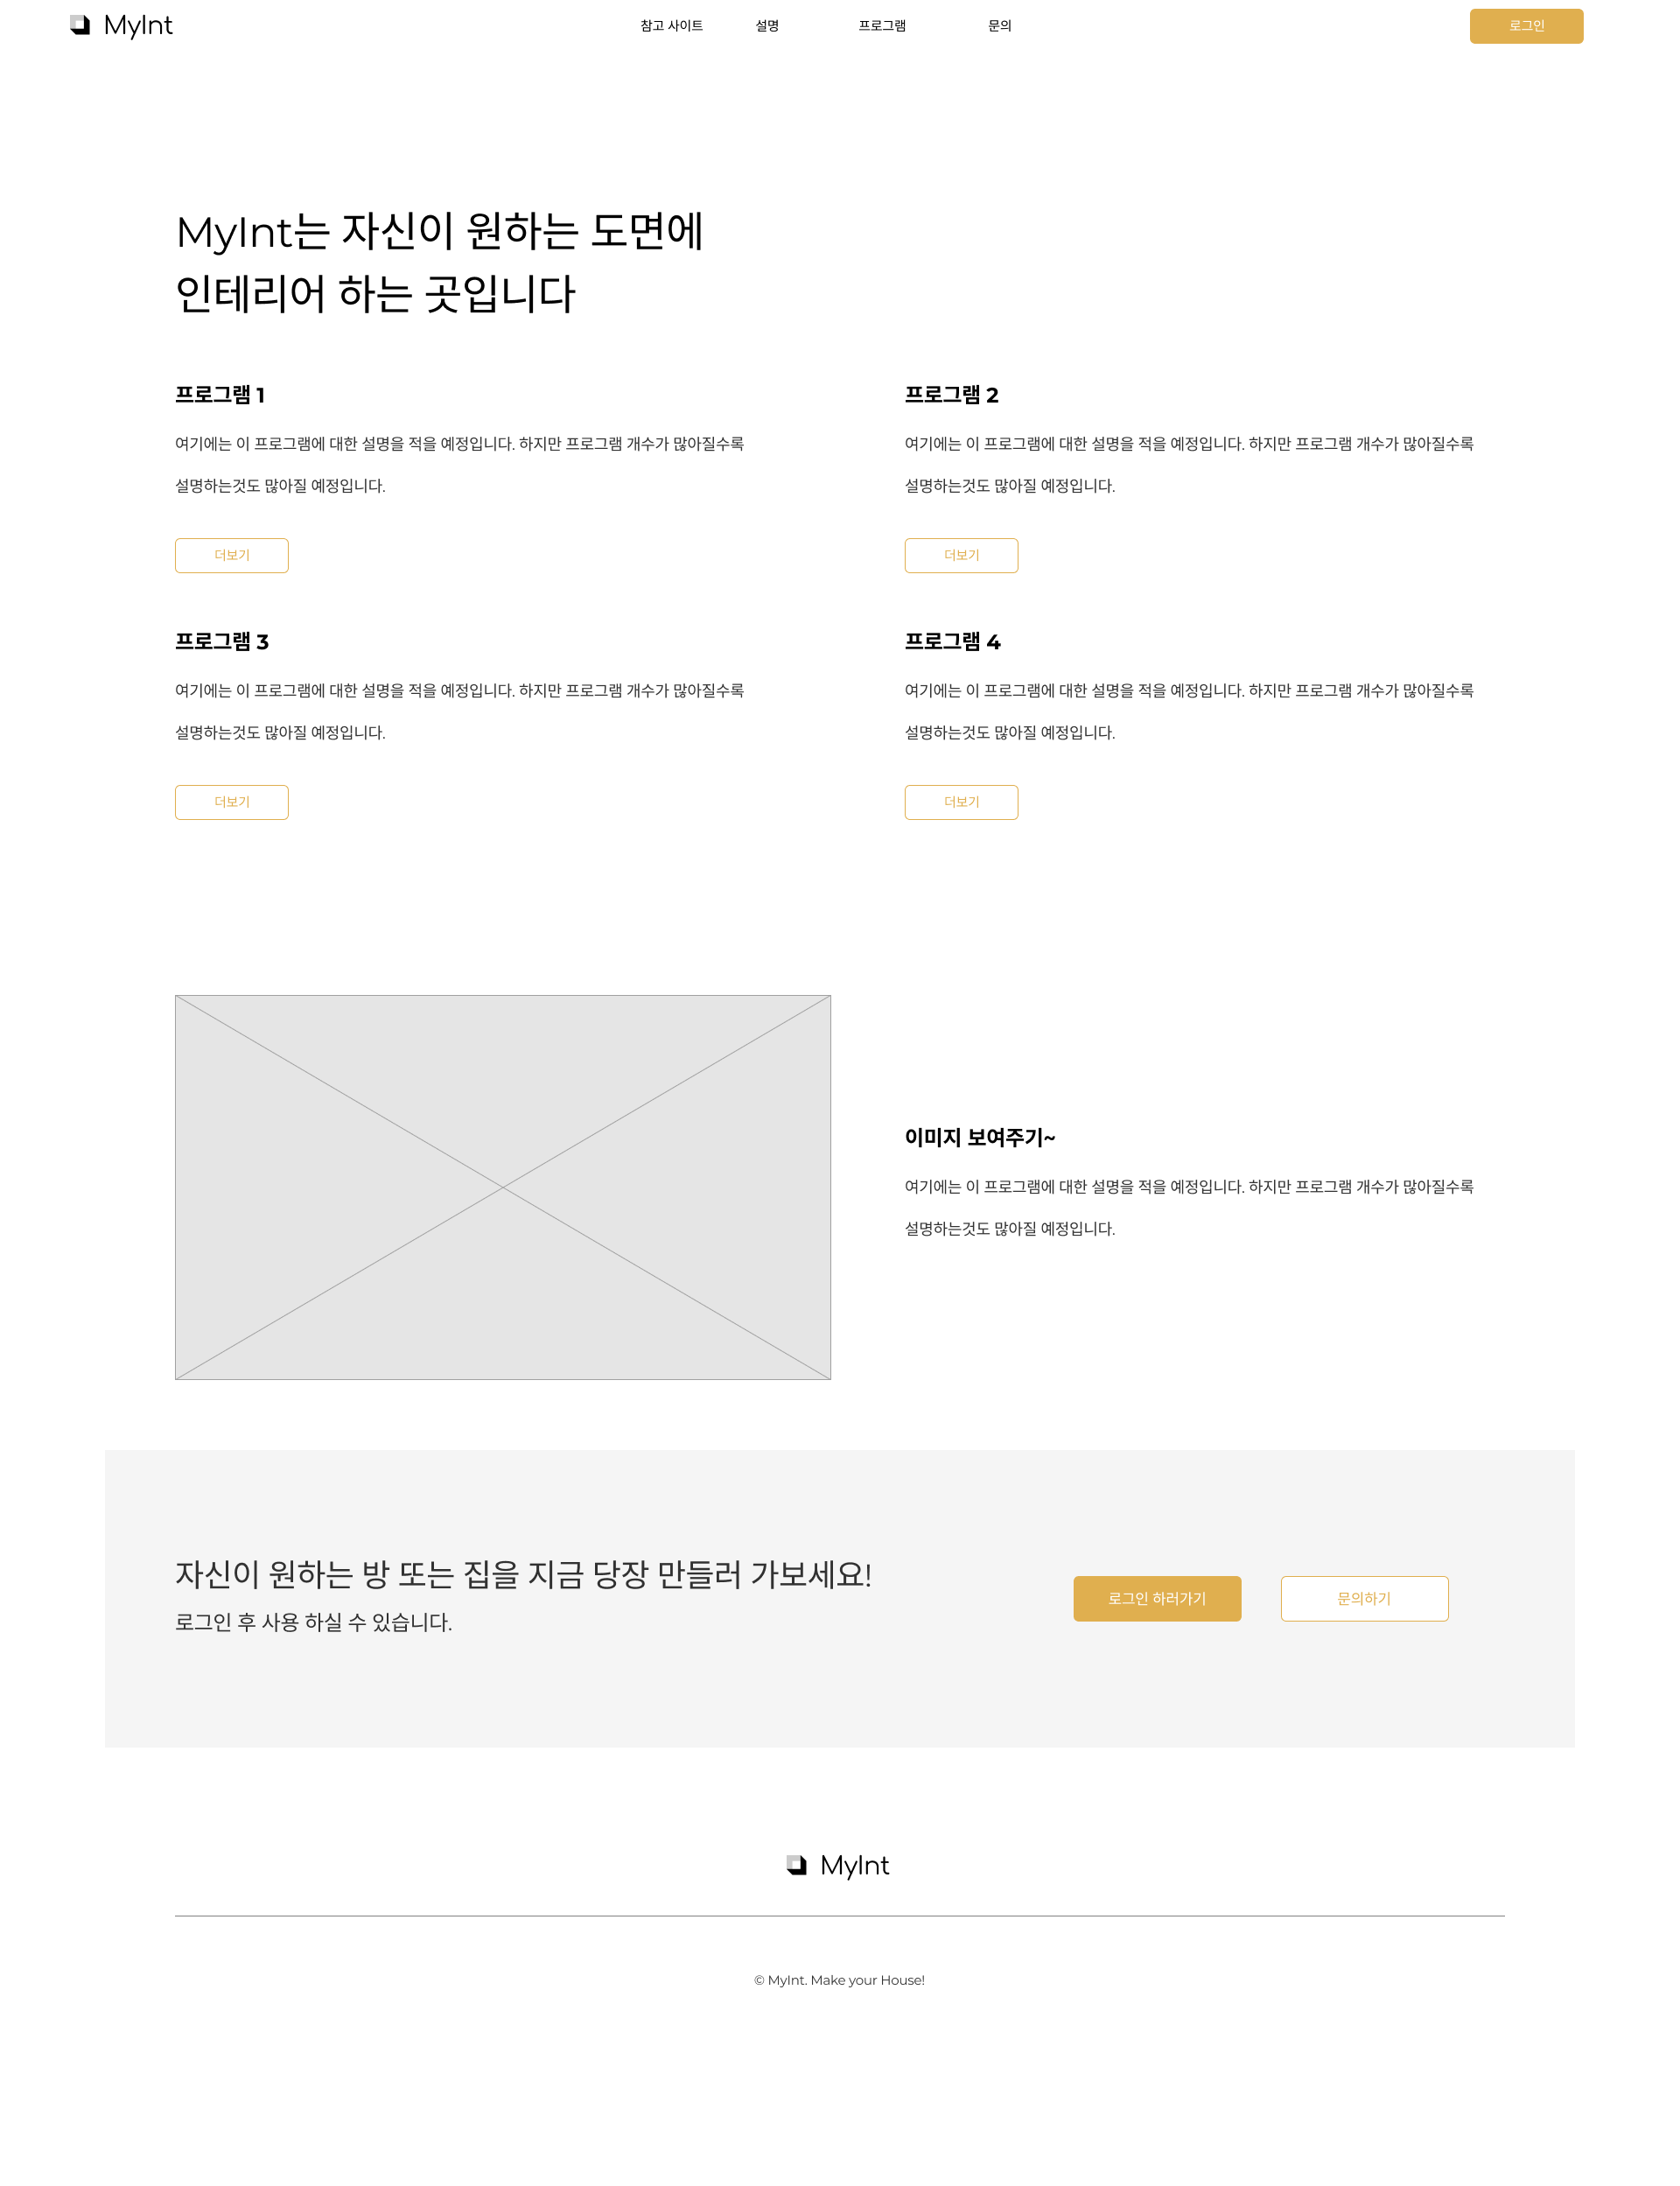 MyInt
참고 사이트
설명
프로그램
문의
로그인
MyInt는 자신이 원하는 도면에
인테리어 하는 곳입니다
프로그램 1
여기에는 이 프로그램에 대한 설명을 적을 예정입니다. 하지만 프로그램 개수가 많아질수록
설명하는것도 많아질 예정입니다.
더보기
프로그램 2
여기에는 이 프로그램에 대한 설명을 적을 예정입니다. 하지만 프로그램 개수가 많아질수록
설명하는것도 많아질 예정입니다.
더보기
프로그램 3
여기에는 이 프로그램에 대한 설명을 적을 예정입니다. 하지만 프로그램 개수가 많아질수록
설명하는것도 많아질 예정입니다.
더보기
프로그램 4
여기에는 이 프로그램에 대한 설명을 적을 예정입니다. 하지만 프로그램 개수가 많아질수록
설명하는것도 많아질 예정입니다.
더보기
이미지 보여주기~
여기에는 이 프로그램에 대한 설명을 적을 예정입니다. 하지만 프로그램 개수가 많아질수록
설명하는것도 많아질 예정입니다.
자신이 원하는 방 또는 집을 지금 당장 만들러 가보세요!
로그인 후 사용 하실 수 있습니다.
로그인 하러가기
문의하기
MyInt
© MyInt. Make your House!